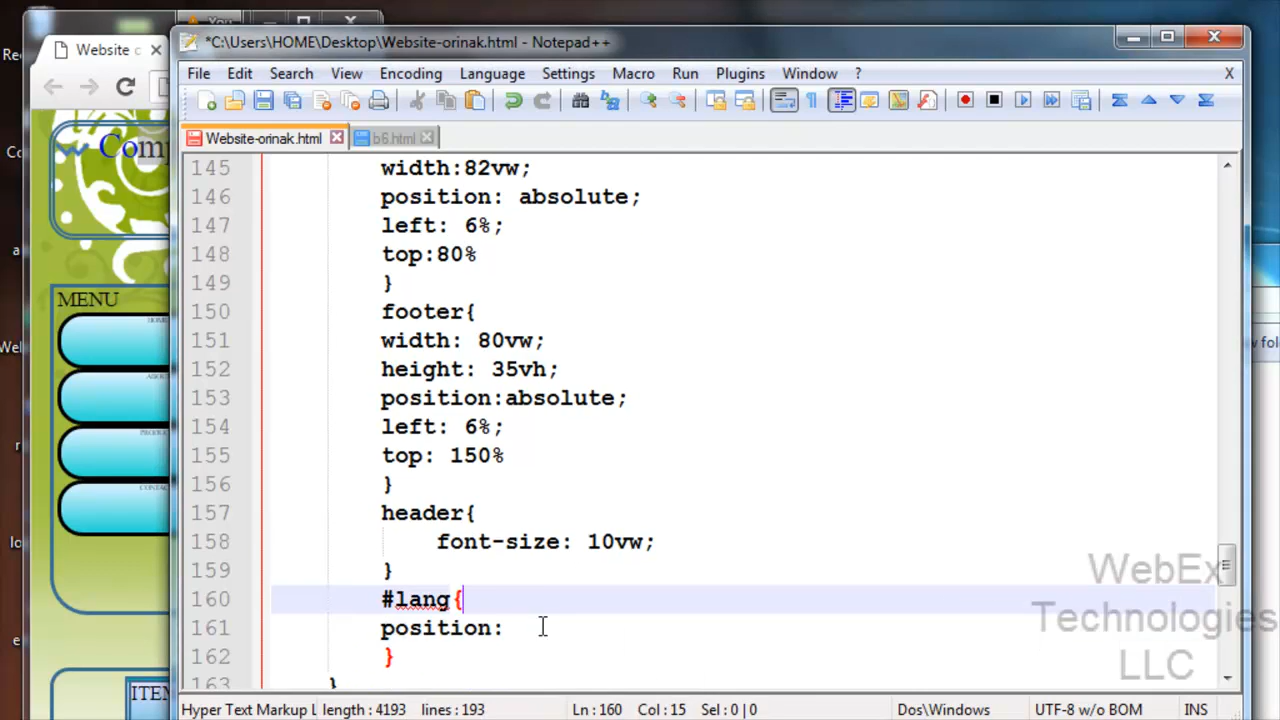 You
*C:\Users\HOME\Desktop\Website-orinak.html - Notepad++
Website
File Edit Search View Encoding Language Settings Macro Run Plugins Window ? X
Website-orinak.html
b6.html
Comp
MENU
145 width:82vw;
146 position: absolute;
147 left: 6%;
148 top:80%
149 }
150 footer{
151 width: 80vw;
152 height: 35vh;
153 position:absolute;
154 left: 6%;
155 top: 150%
156 }
157 header{
158 font-size: 10vw;
159 }
160 #lang{
161 position:
162 }
163 }
ITEM
WebEx
Technologies
LLC
Hyper Text Markup L length : 4193 lines : 193 Ln : 160 Col : 15 Sel : 0 | 0 Dos\Windows UTF-8 w/o BOM INS